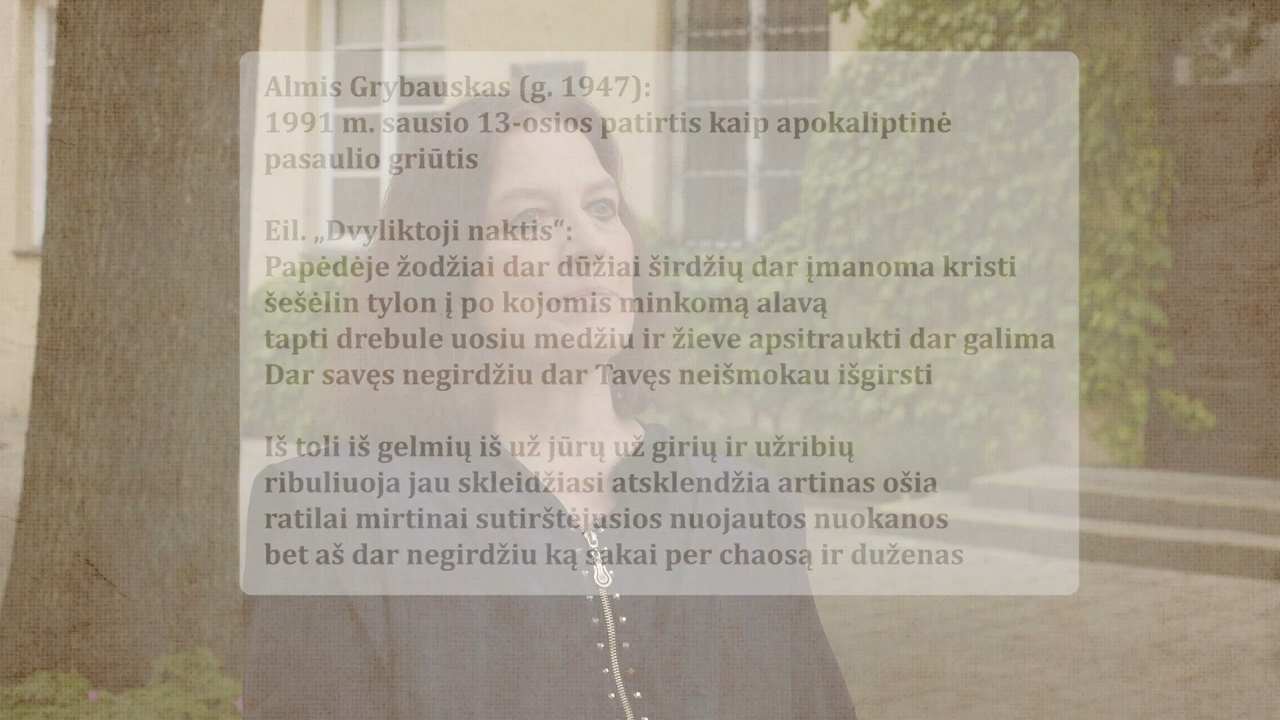 Almis Grybauskas (g. 1947):
1991 m. sausio 13-osios patirtis kaip apokaliptinė
pasaulio griūtis
Eil. „Dvyliktoji naktis“:
Papėdėje žodžiai dar dūžiai širdžių dar įmanoma kristi
šešėlin tylon į po kojomis minkomą alavą
tapti drebule uosiu medžiu ir žieve apsitraukti dar galima
Dar savęs negirdžiu dar Tavęs neišmokau išgirsti
Iš toli iš gelmių iš už jūrų už girių ir užribių
ribuliuoja jau skleidžiasi atsklendžia artinas ošia
ratilai mirtinai sutirštėjusios nuojautos nuokanos
bet aš dar negirdžiu ką sakai per chaosą ir duženas